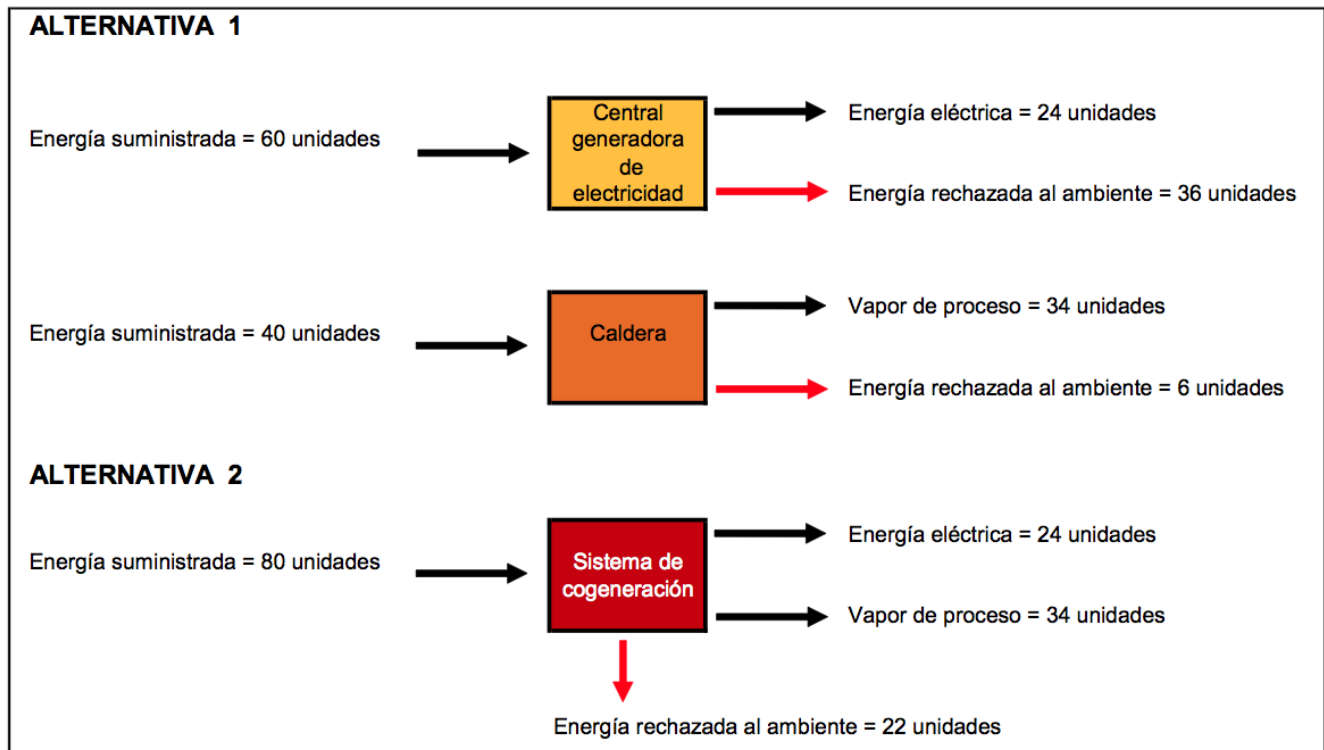 ALTERNATIVA 1
Energía suministrada = 60 unidades
Central
generadora
de
electricidad
Energía eléctrica = 24 unidades
Energía rechazada al ambiente = 36 unidades
Energía suministrada = 40 unidades
Caldera
Vapor de proceso = 34 unidades
Energía rechazada al ambiente = 6 unidades
ALTERNATIVA 2
Energía suministrada = 80 unidades
Sistema de
cogeneración
Energía eléctrica = 24 unidades
Vapor de proceso = 34 unidades
Energía rechazada al ambiente = 22 unidades